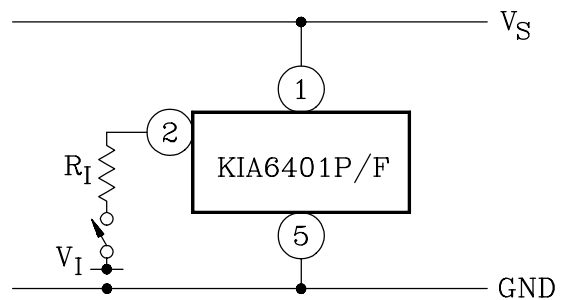 V_S
1
2
KIA6401P/F
R_I
5
V_I
GND